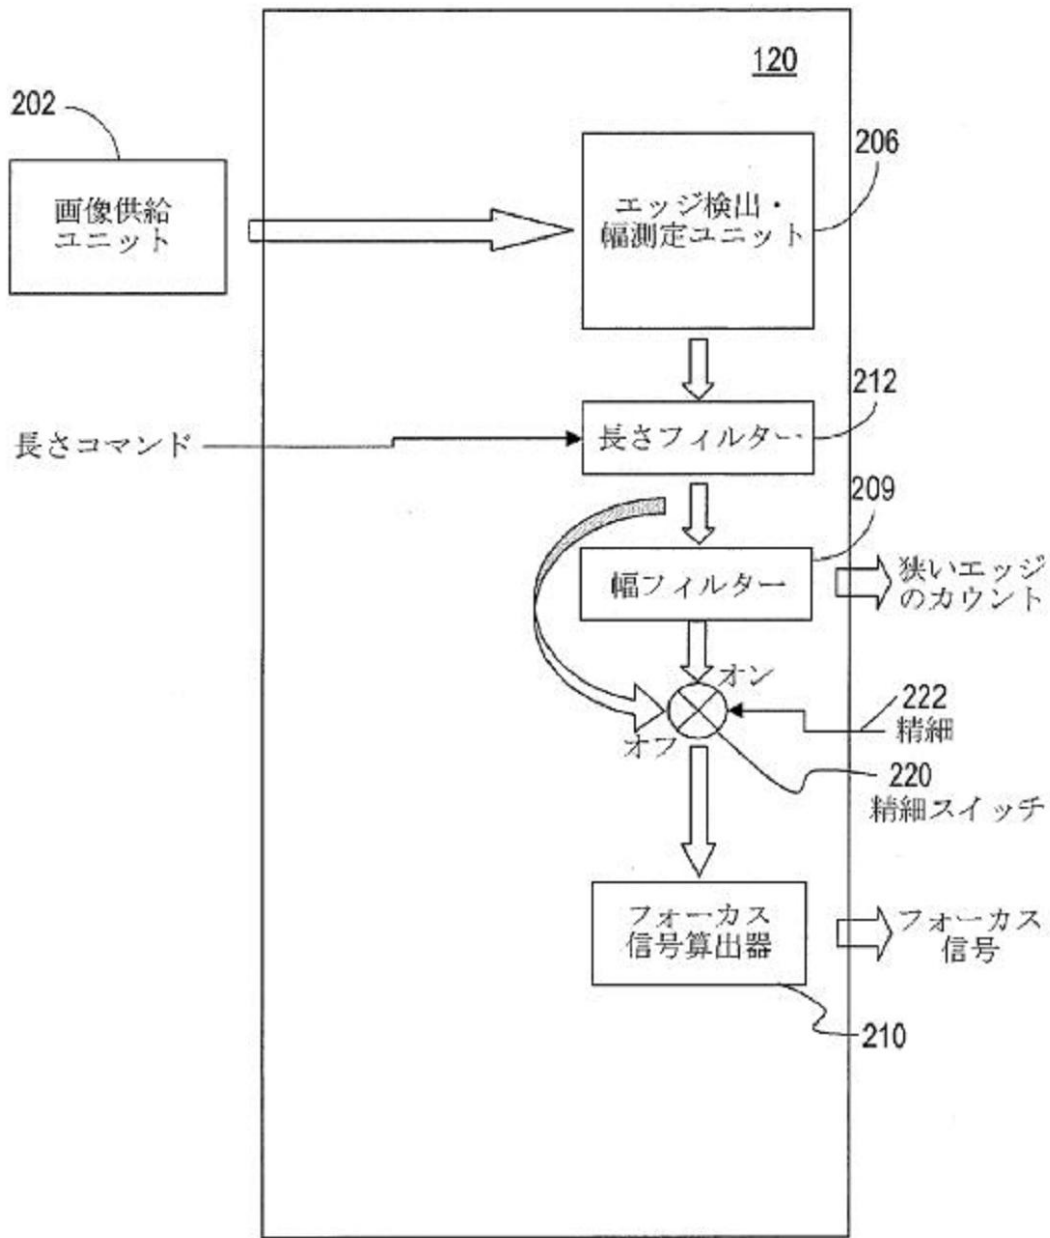 120
202
画像供給
ユニット
206
エッジ検出・
幅測定ユニット
212
長さコマンド
長さフィルター
209
幅フィルター
狭いエッジ
のカウント
オン
オフ
222
精細
220
精細スイッチ
フォーカス
信号算出器
フォーカス
信号
210